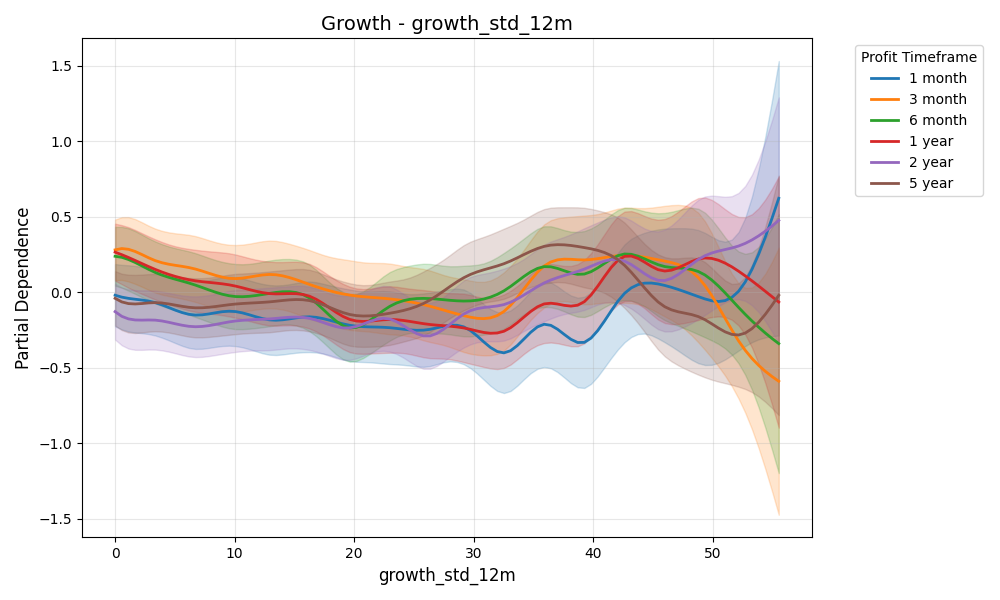 Growth - growth_std_12m
Profit Timeframe
1 month
3 month
6 month
1 year
2 year
5 year
Partial Dependence
1.5
1.0
0.5
0.0
−0.5
−1.0
−1.5
0 10 20 30 40 50
growth_std_12m